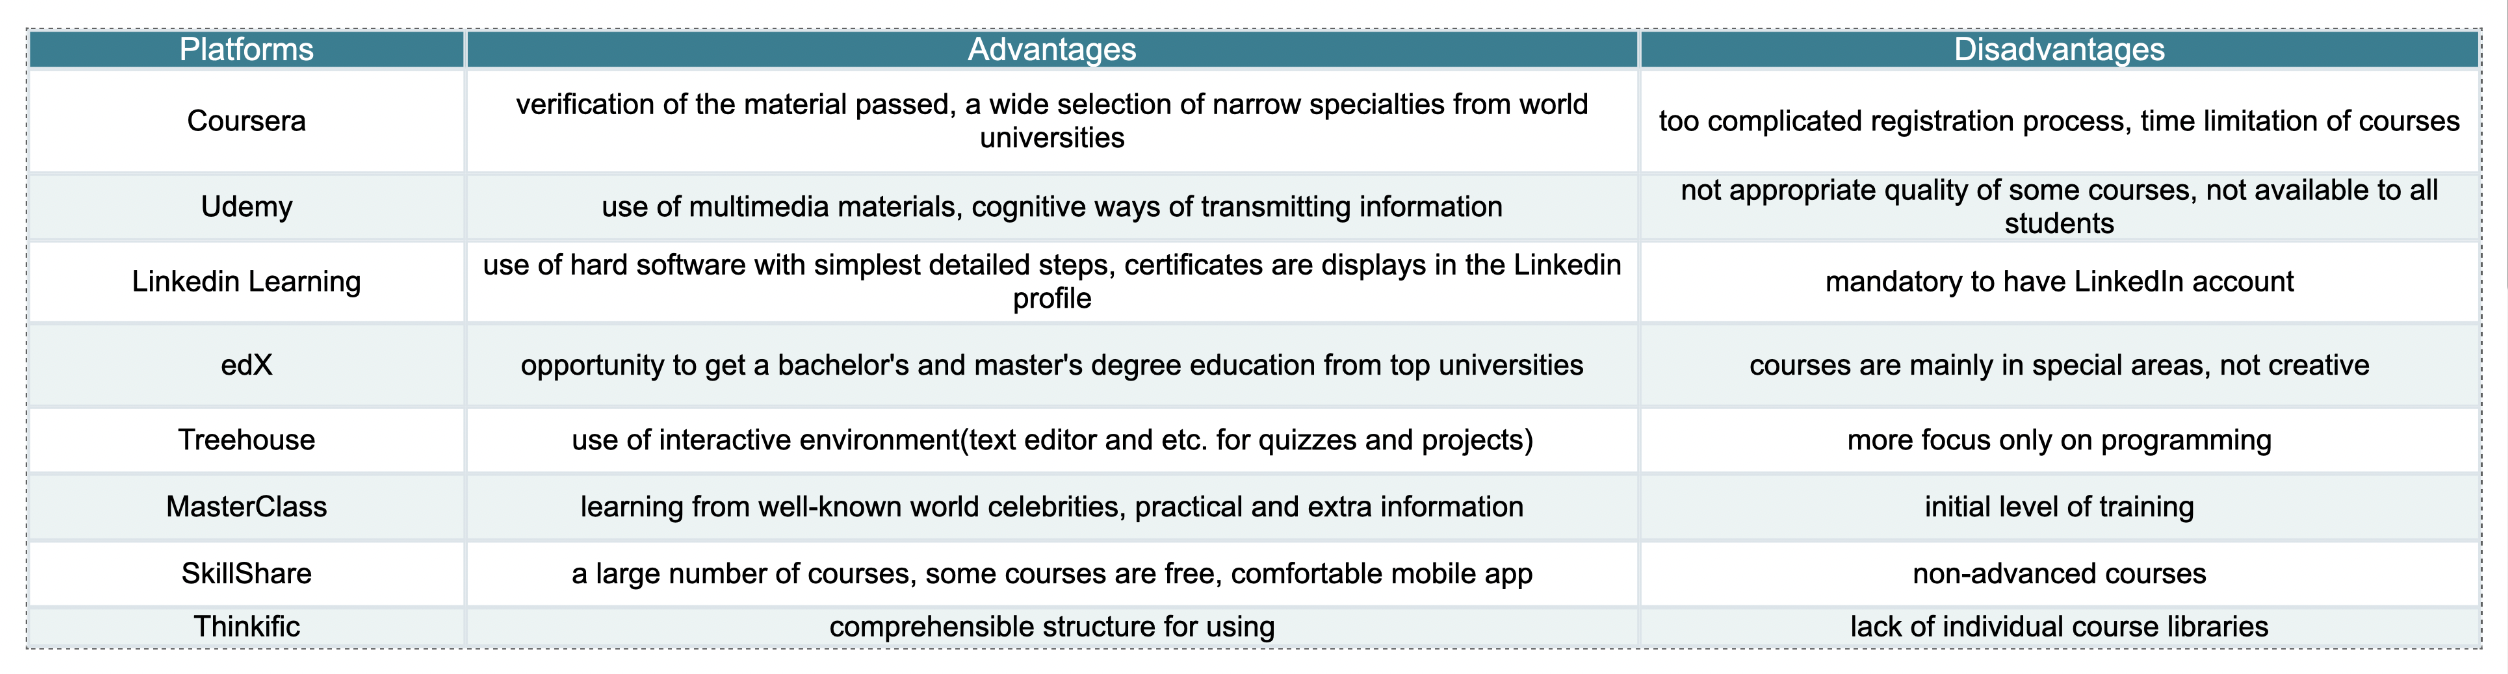 Platforms Advantages Disadvantages
Coursera
verification of the material passed, a wide selection of narrow specialties from world
universities
too complicated registration process, time limitation of courses
Udemy
use of multimedia materials, cognitive ways of transmitting information
not appropriate quality of some courses, not available to all
students
Linkedin Learning
use of hard software with simplest detailed steps, certificates are displays in the Linkedin
profile
mandatory to have LinkedIn account
edX
opportunity to get a bachelor's and master's degree education from top universities
courses are mainly in special areas, not creative
Treehouse
use of interactive environment(text editor and etc. for quizzes and projects)
more focus only on programming
MasterClass
learning from well-known world celebrities, practical and extra information
initial level of training
SkillShare
a large number of courses, some courses are free, comfortable mobile app
non-advanced courses
Thinkific
comprehensible structure for using
lack of individual course libraries